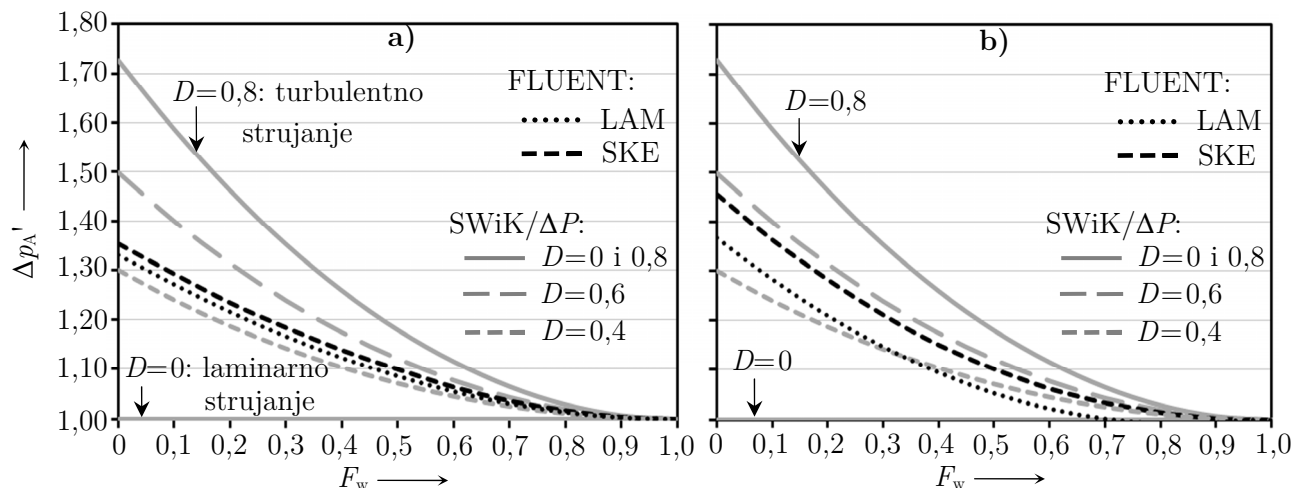 a)
1,80
1,70
1,60
1,50
1,40
1,30
1,20
1,10
1,00
ΔpA'
D=0,8: turbulentno
strujanje
FLUENT:
LAM
SKE
SWiK/ΔP:
D=0 i 0,8
D=0,6
D=0,4
D=0: laminarno
strujanje
0 0,1 0,2 0,3 0,4 0,5 0,6 0,7 0,8 0,9 1,0
Fw
b)
D=0,8
FLUENT:
LAM
SKE
SWiK/ΔP:
D=0 i 0,8
D=0,6
D=0,4
D=0
0 0,1 0,2 0,3 0,4 0,5 0,6 0,7 0,8 0,9 1,0
Fw